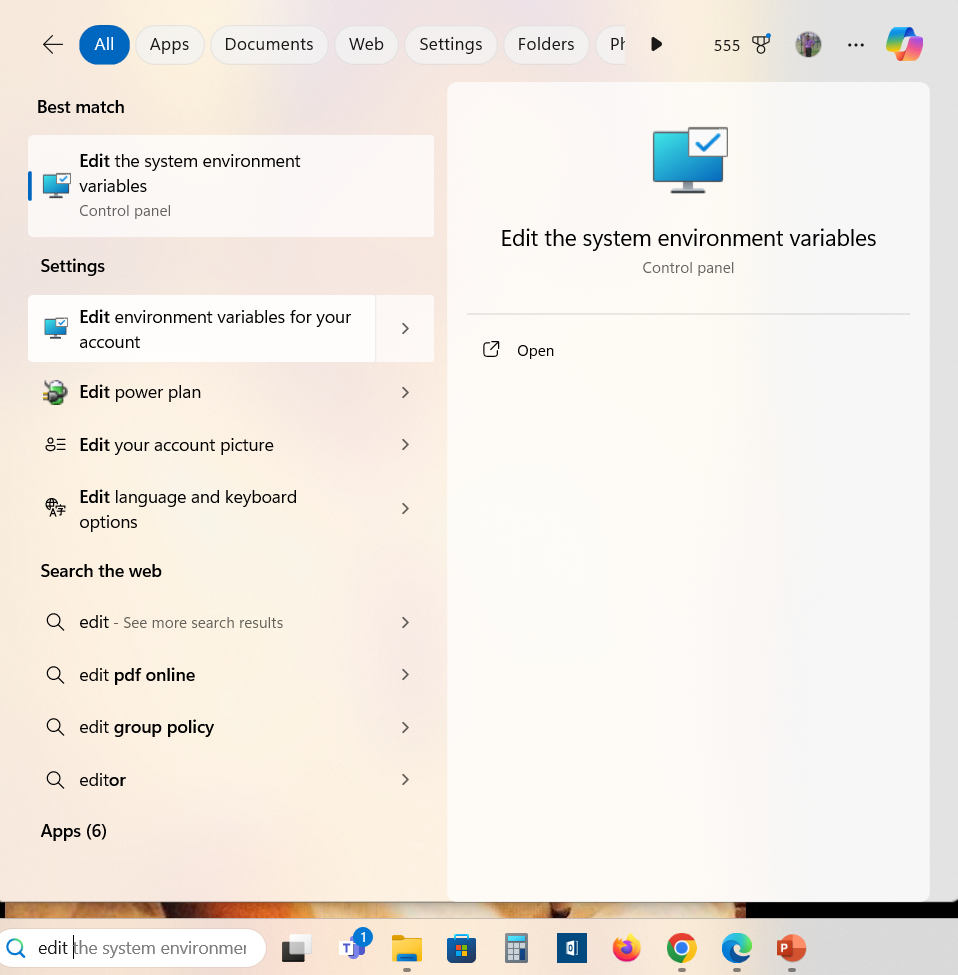 All Apps Documents Web Settings Folders Ph 555
Best match
Edit the system environment
variables
Control panel
Settings
Edit environment variables for your
account
Edit power plan
Edit your account picture
Edit language and keyboard
options
Search the web
edit - See more search results
edit pdf online
edit group policy
editor
Apps (6)
Edit the system environment variables
Control panel
Open
edit the system environmer
1
T
P